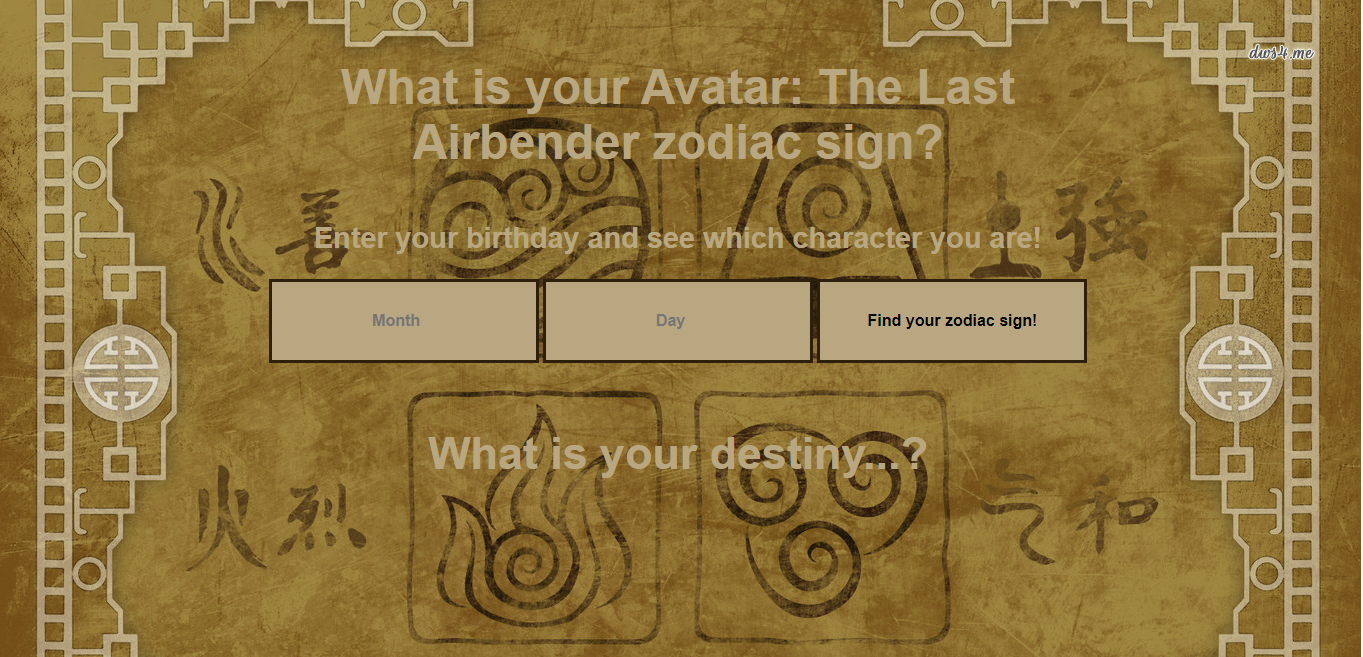 dws4.me
What is your Avatar: The Last
Airbender zodiac sign?
水善
土強
Enter your birthday and see which character you are!
Month
Day
Find your zodiac sign!
What is your destiny...?
火烈
气和